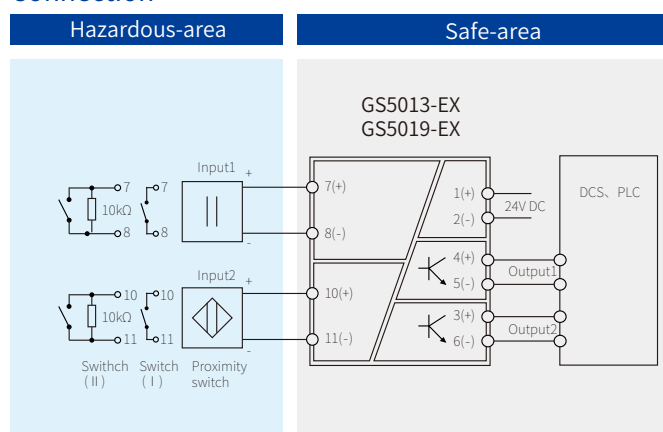 Connection
Hazardous-area
Safe-area
GS5013-EX
GS5019-EX
Input1
+
-
7
8
10kΩ
7
8
7(+)
8(-)
1(+)
2(-)
24V DC
DCS、PLC
4(+)
5(-)
Output1
Input2
+
-
10
11
10kΩ
10
11
10(+)
11(-)
3(+)
6(-)
Output2
Swithch
(Ⅱ)
Switch
(Ⅰ)
Proximity
switch